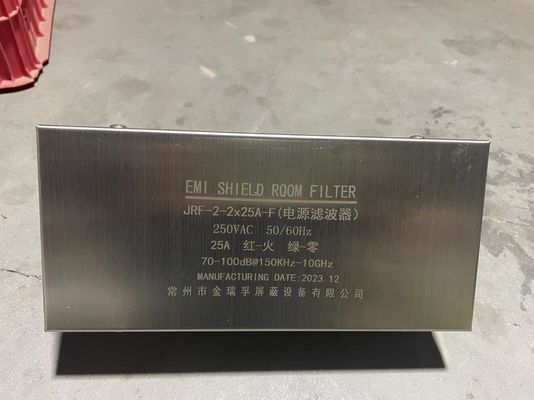 EMI SHIELD ROOM FILTER
JRF-2-2x25A-F(电源滤波器)
250VAC 50/60Hz
25A 红-火 绿-零
70-100dB@150KHz-10GHz
MANUFACTURING DATE:2023.12
常州市金瑞孚屏蔽设备有限公司